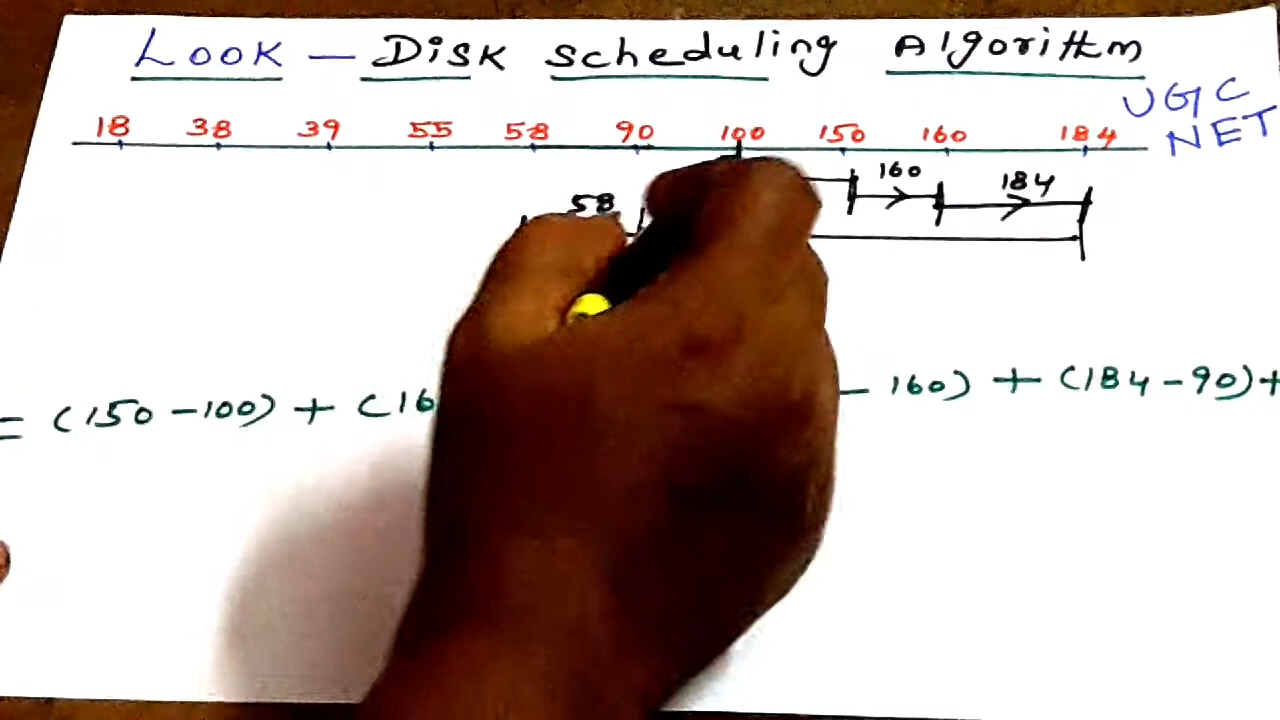 LOOK – Disk scheduling Algorithm
UGC
NET
18 38 39 55 58 90 100 150 160 184
160 184
58
= (150 - 100) + (16 - 160) + (184 - 90) +